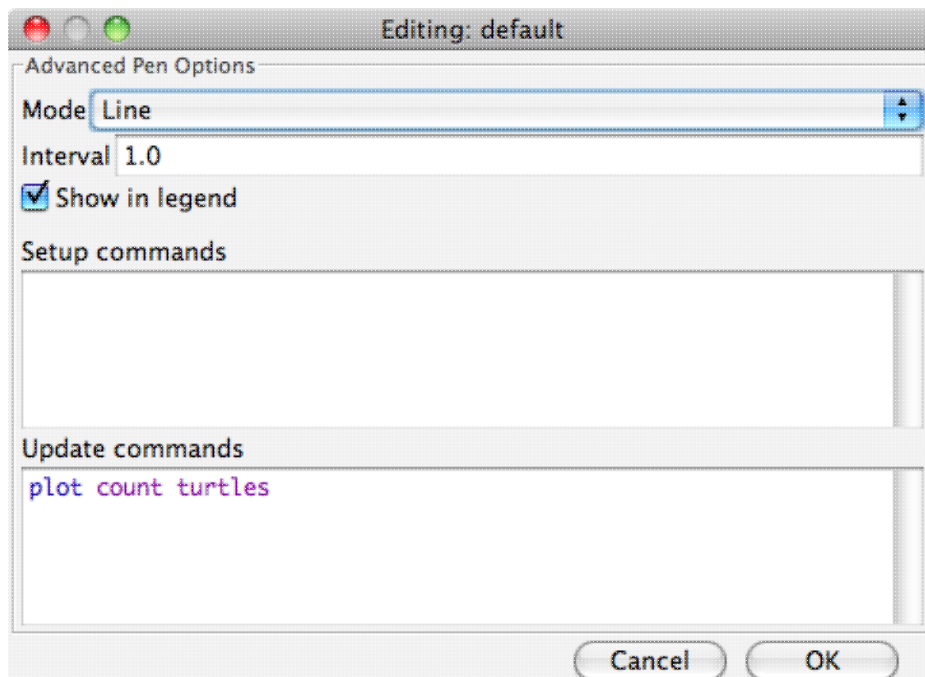 Editing: default
Advanced Pen Options
Mode Line
Interval 1.0
Show in legend
Setup commands
Update commands
plot count turtles
Cancel OK